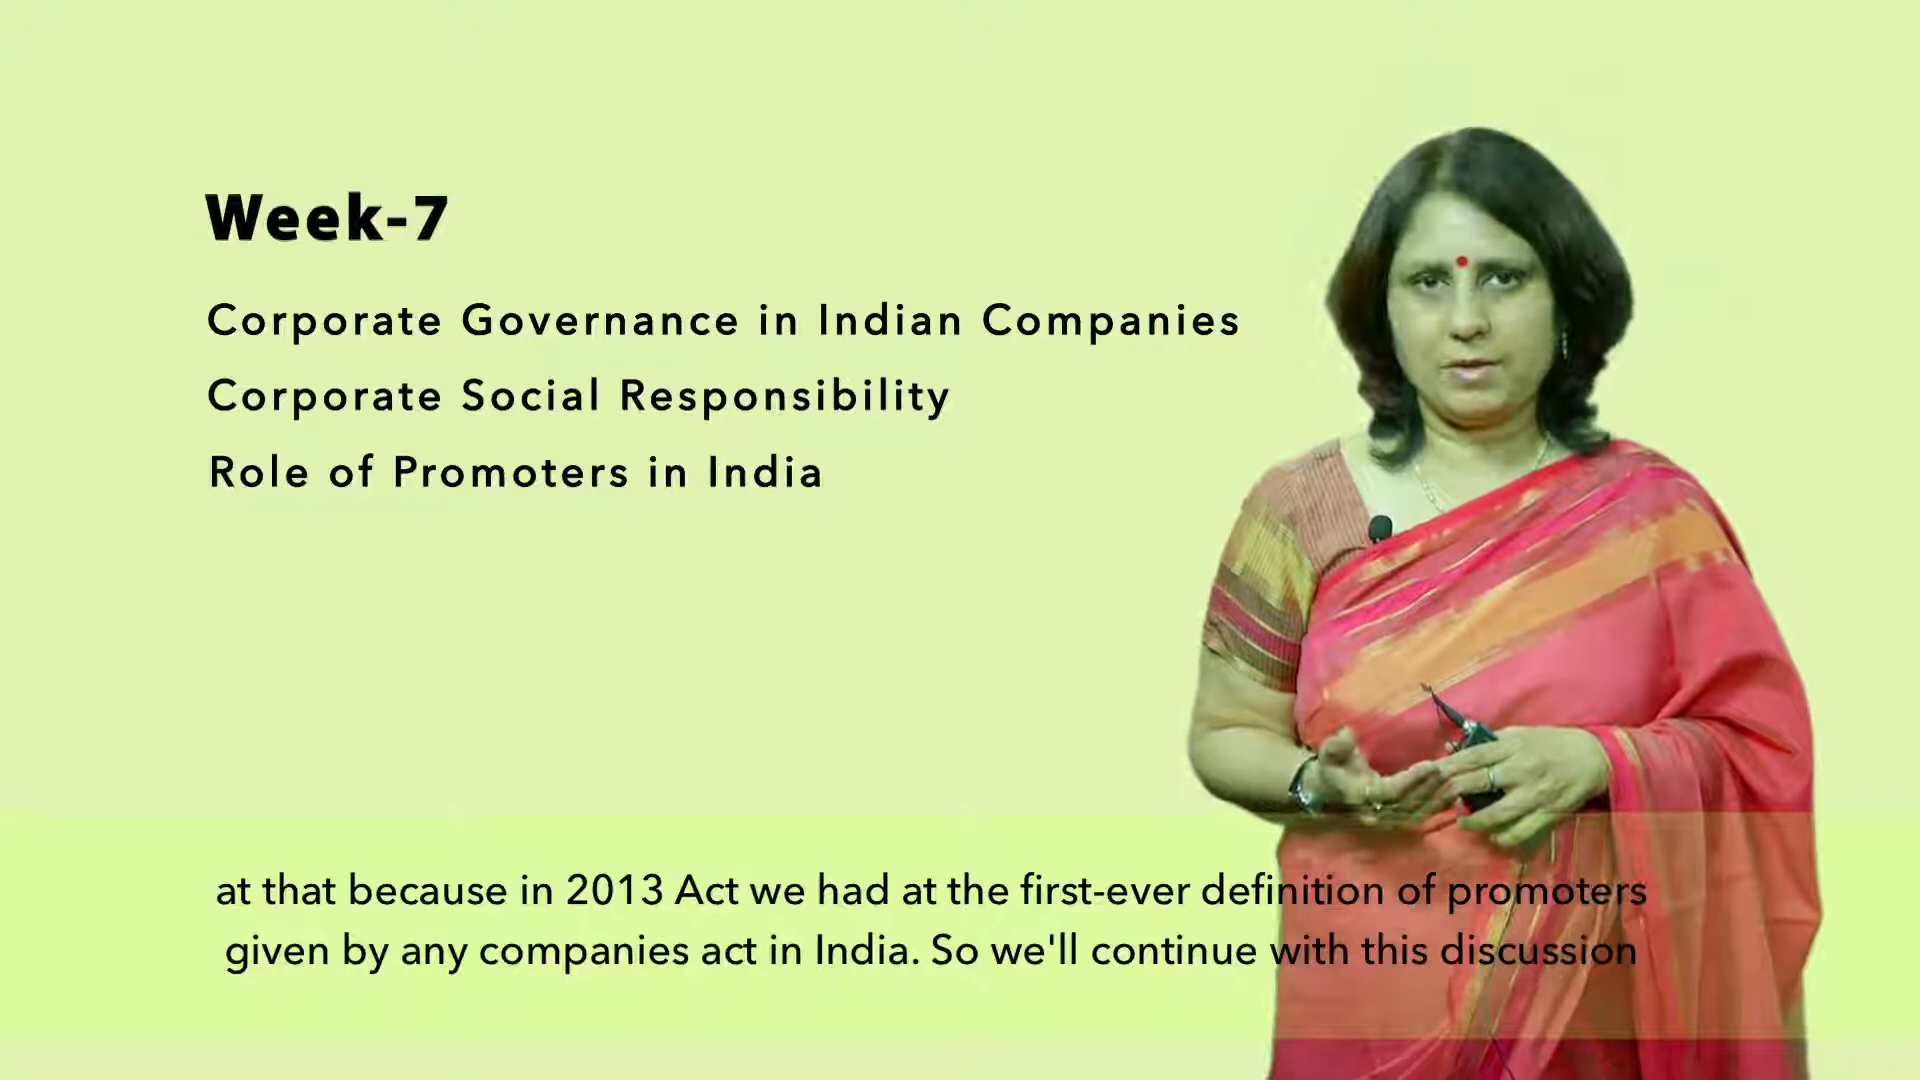 Week-7
Corporate Governance in Indian Companies
Corporate Social Responsibility
Role of Promoters in India
at that because in 2013 Act we had at the first-ever definition of promoters
given by any companies act in India. So we'll continue with this discussion